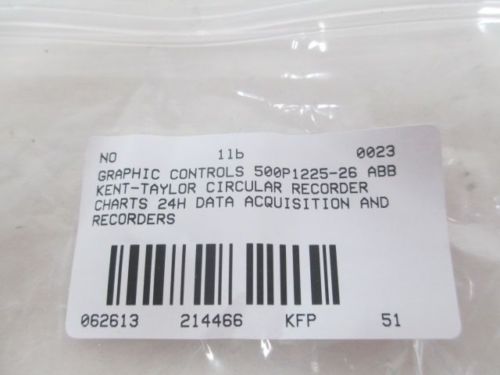 NO 1lb 0023
GRAPHIC CONTROLS 500P1225-26 ABB
KENT-TAYLOR CIRCULAR RECORDER
CHARTS 24H DATA ACQUISITION AND
RECORDERS
062613 214466 KFP 51